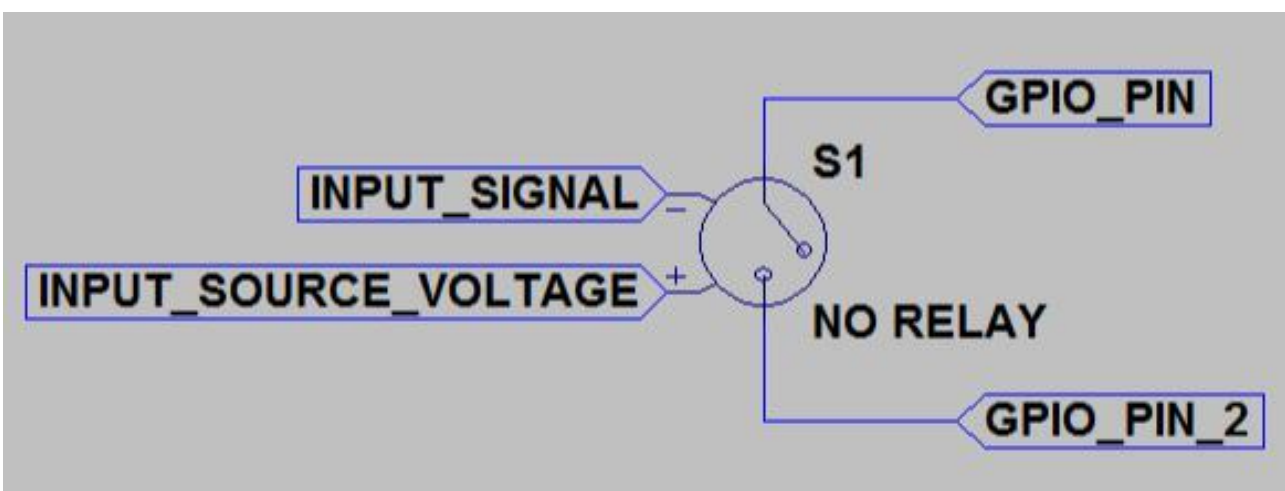 GPIO_PIN
S1
INPUT_SIGNAL
−
INPUT_SOURCE_VOLTAGE
+
NO RELAY
GPIO_PIN_2